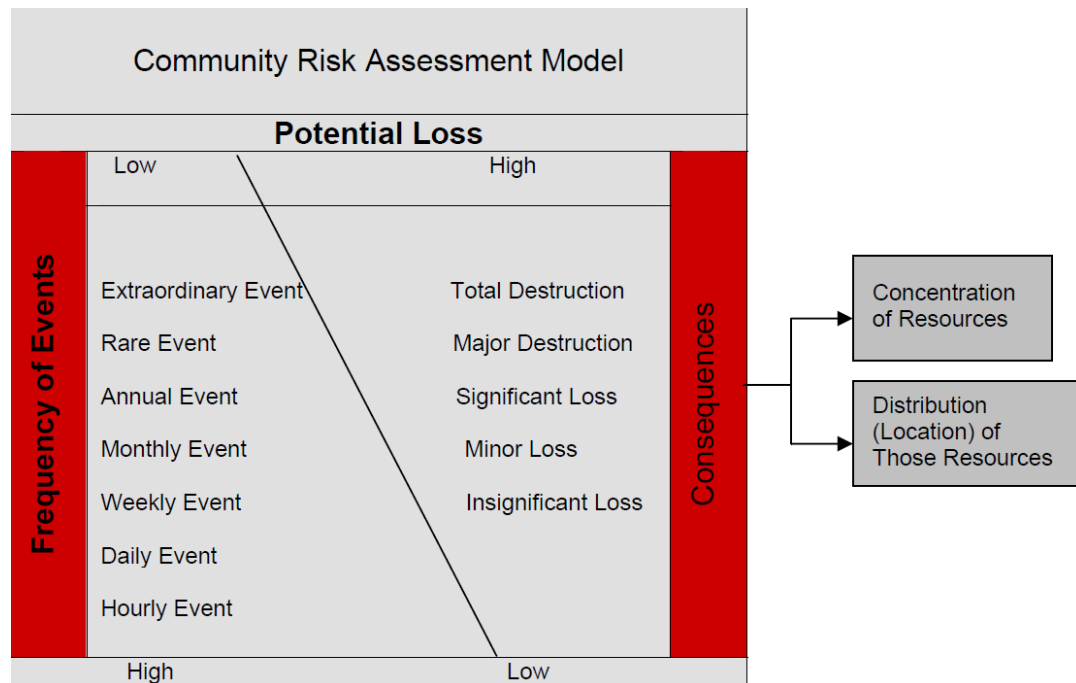 Community Risk Assessment Model
Potential Loss
Low
High
Frequency of Events
Extraordinary Event
Rare Event
Annual Event
Monthly Event
Weekly Event
Daily Event
Hourly Event
Total Destruction
Major Destruction
Significant Loss
Minor Loss
Insignificant Loss
Consequences
High
Low
Concentration
of Resources
Distribution
(Location) of
Those Resources